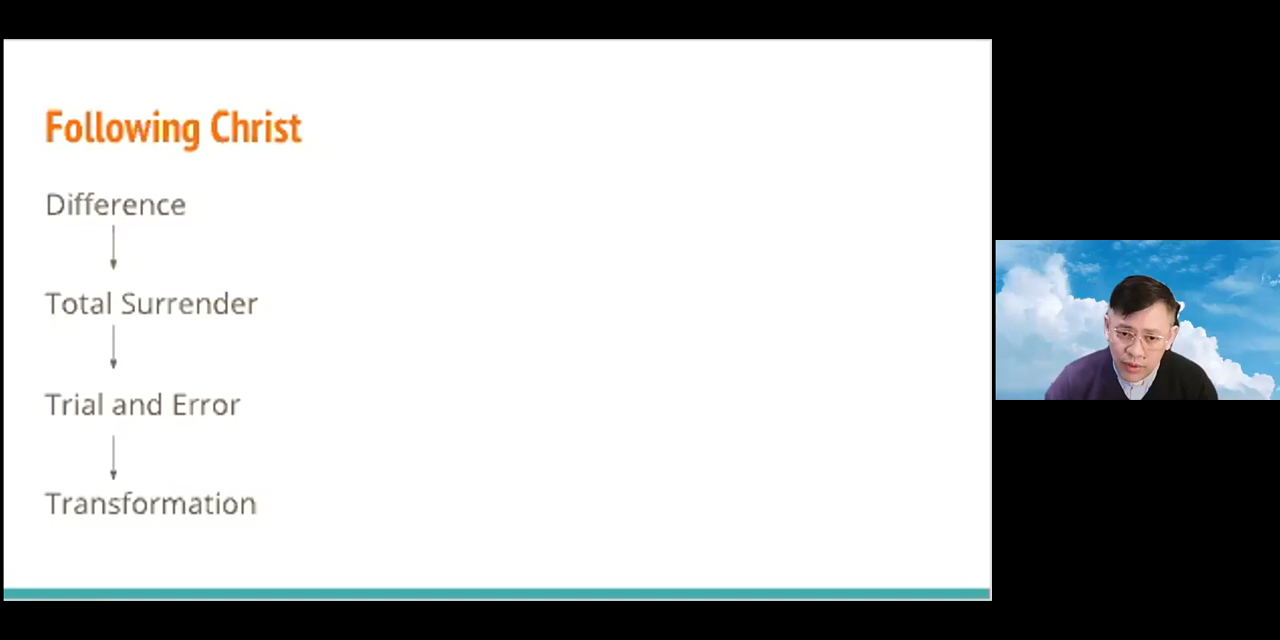 Following Christ
Difference
Total Surrender
Trial and Error
Transformation